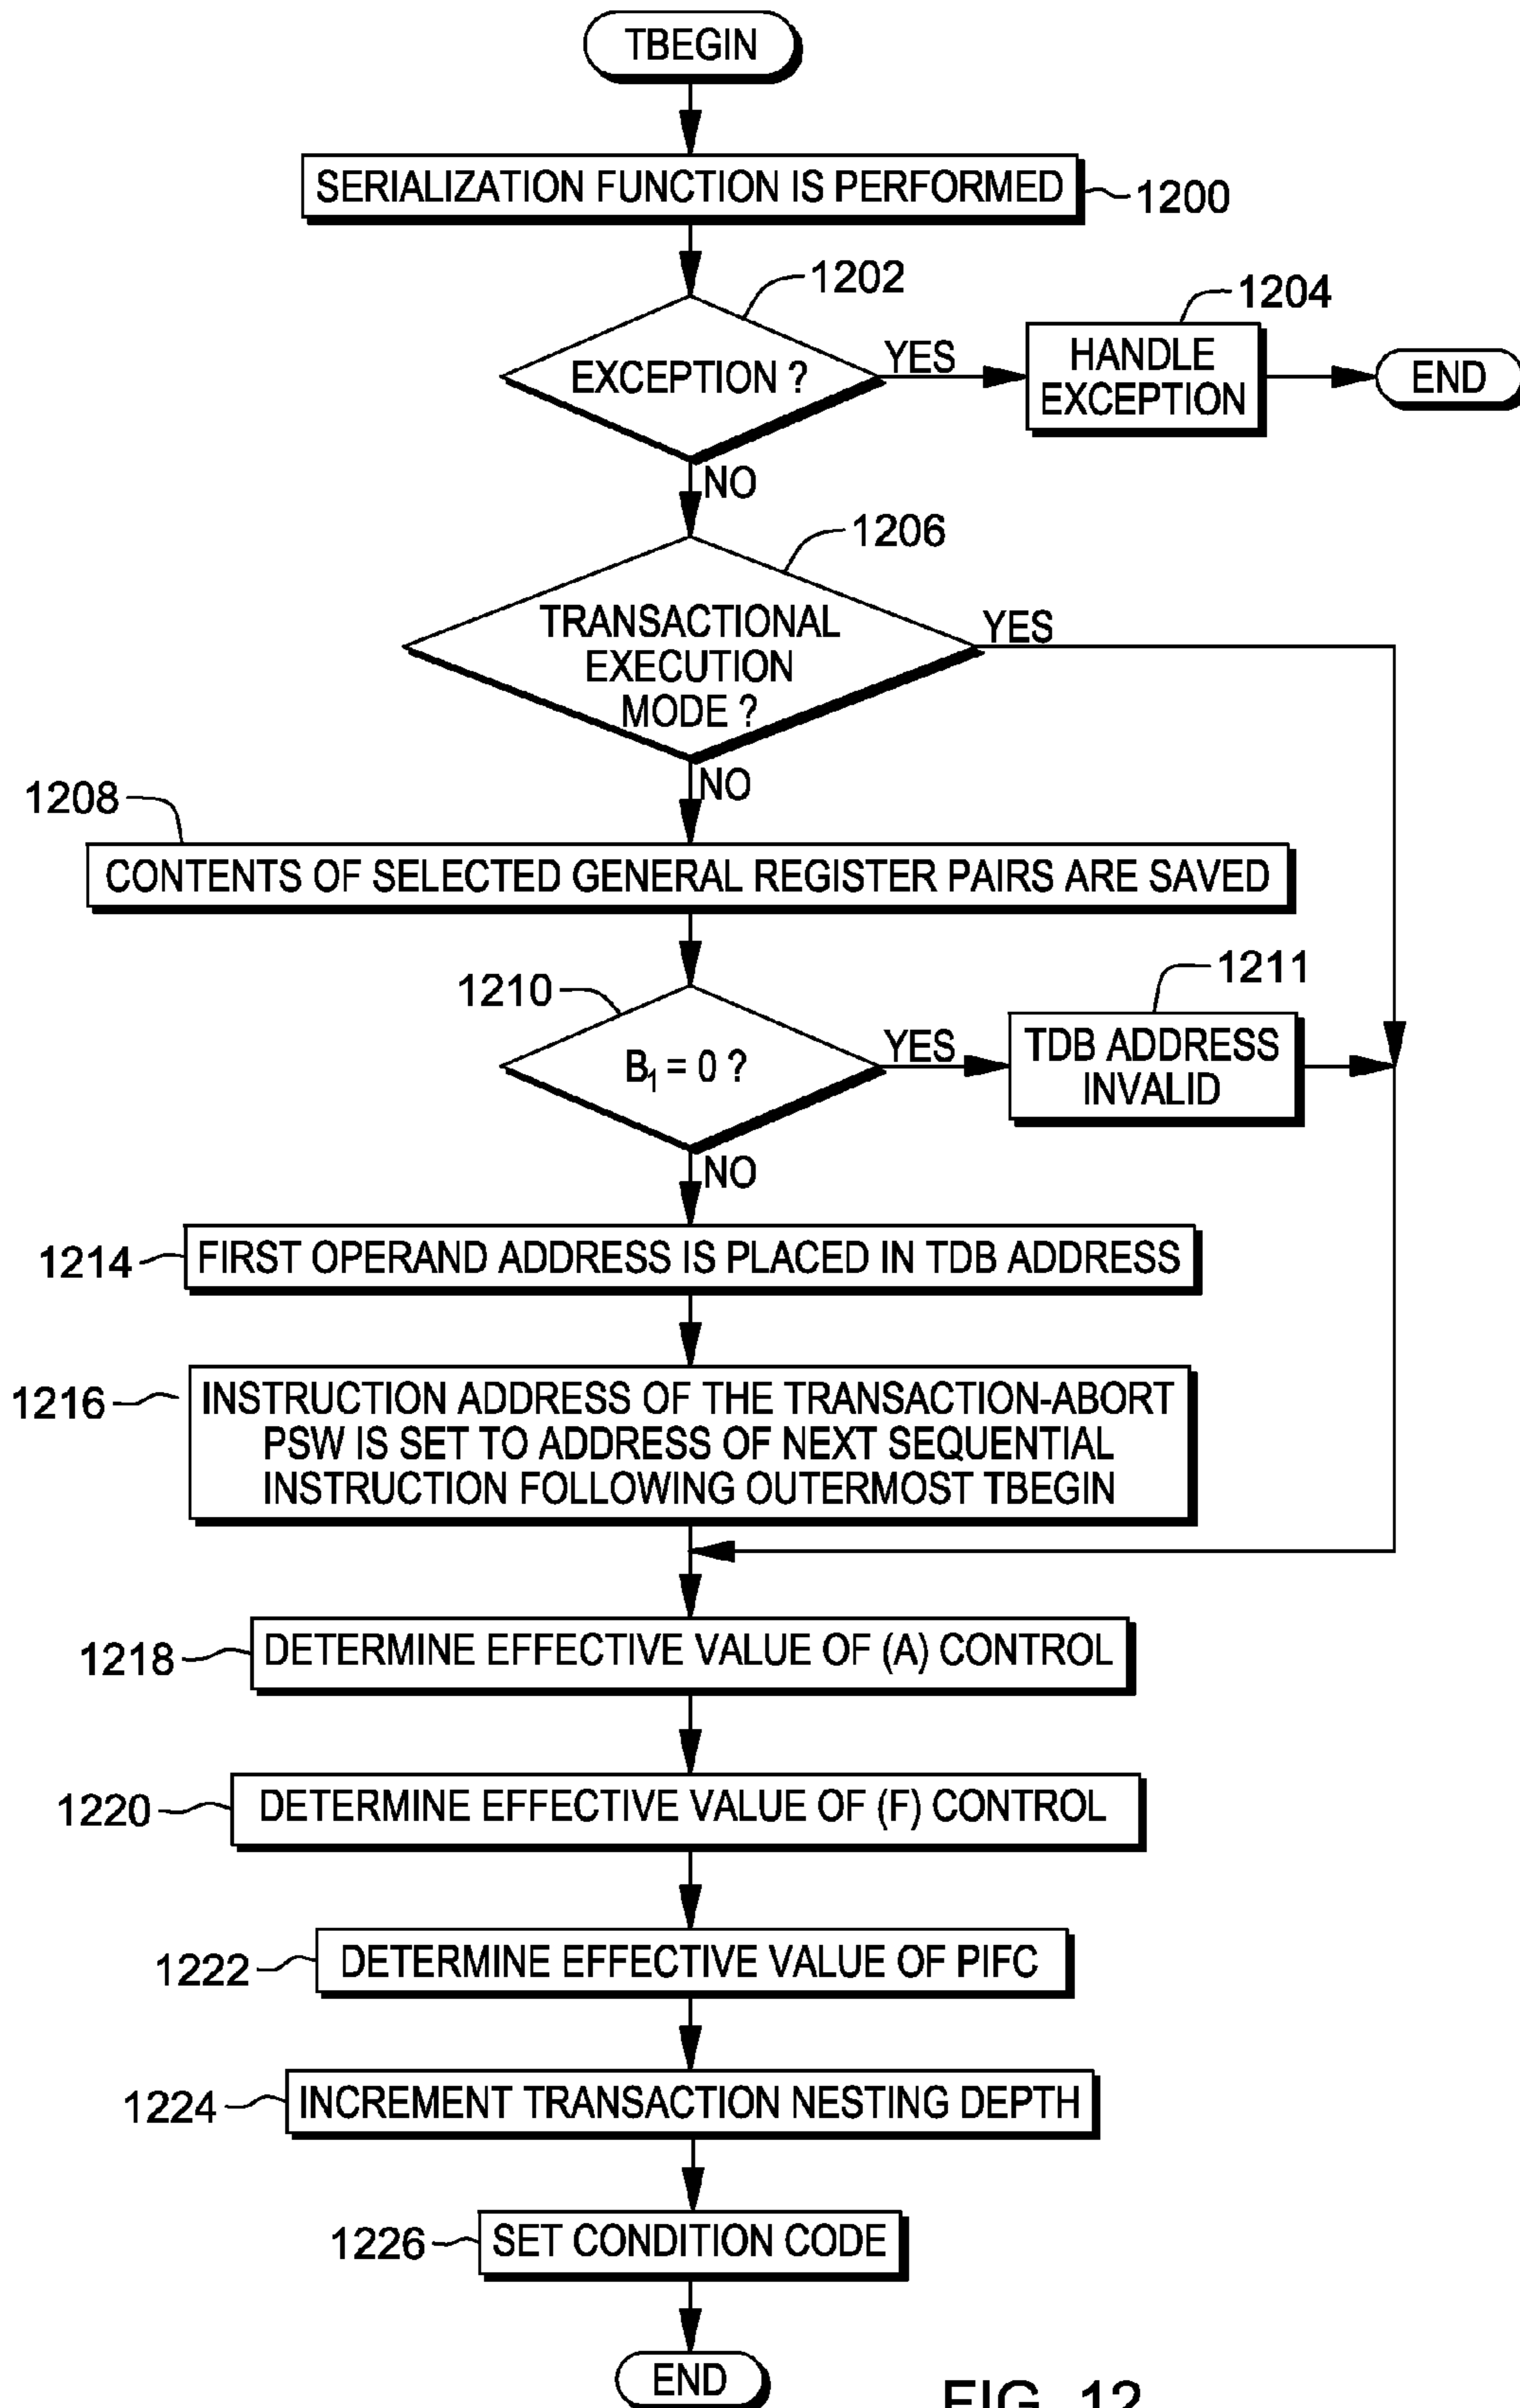 TBEGIN
SERIALIZATION FUNCTION IS PERFORMED
1200
1202
EXCEPTION ?
YES
1204
HANDLE
EXCEPTION
END
NO
1206
TRANSACTIONAL
EXECUTION
MODE ?
YES
NO
1208
CONTENTS OF SELECTED GENERAL REGISTER PAIRS ARE SAVED
1210
B₁ = 0 ?
YES
1211
TDB ADDRESS
INVALID
NO
1214
FIRST OPERAND ADDRESS IS PLACED IN TDB ADDRESS
1216
INSTRUCTION ADDRESS OF THE TRANSACTION-ABORT
PSW IS SET TO ADDRESS OF NEXT SEQUENTIAL
INSTRUCTION FOLLOWING OUTERMOST TBEGIN
1218
DETERMINE EFFECTIVE VALUE OF (A) CONTROL
1220
DETERMINE EFFECTIVE VALUE OF (F) CONTROL
1222
DETERMINE EFFECTIVE VALUE OF PIFC
1224
INCREMENT TRANSACTION NESTING DEPTH
1226
SET CONDITION CODE
END
FIG. 12